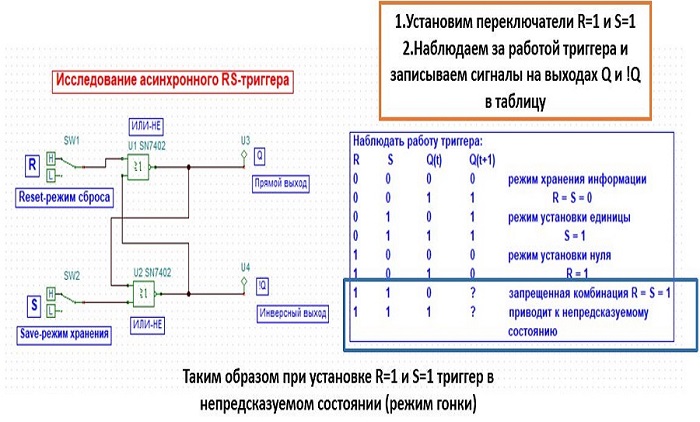 1.Установим переключатели R=1 и S=1
2.Наблюдаем за работой триггера и
записываем сигналы на выходах Q и !Q
в таблицу
Исследование асинхронного RS-триггера
ИЛИ-НЕ
SW1
U1 SN7402
U3
R
H
L
Q
Reset-режим сброса
Прямой выход
SW2
U2 SN7402
U4
S
H
L
!Q
Инверсный выход
Save-режим хранения
ИЛИ-НЕ
Наблюдать работу триггера:
R S Q(t) Q(t+1)
0 0 0 0 режим хранения информации
0 0 1 1 R = S = 0
0 1 0 1 режим установки единицы
0 1 1 1 S = 1
1 0 0 0 режим установки нуля
1 0 1 0 R = 1
1 1 0 ? запрещенная комбинация R = S = 1
1 1 1 ? приводит к непредсказуемому
состоянию
Таким образом при установке R=1 и S=1 триггер в
непредсказуемом состоянии (режим гонки)